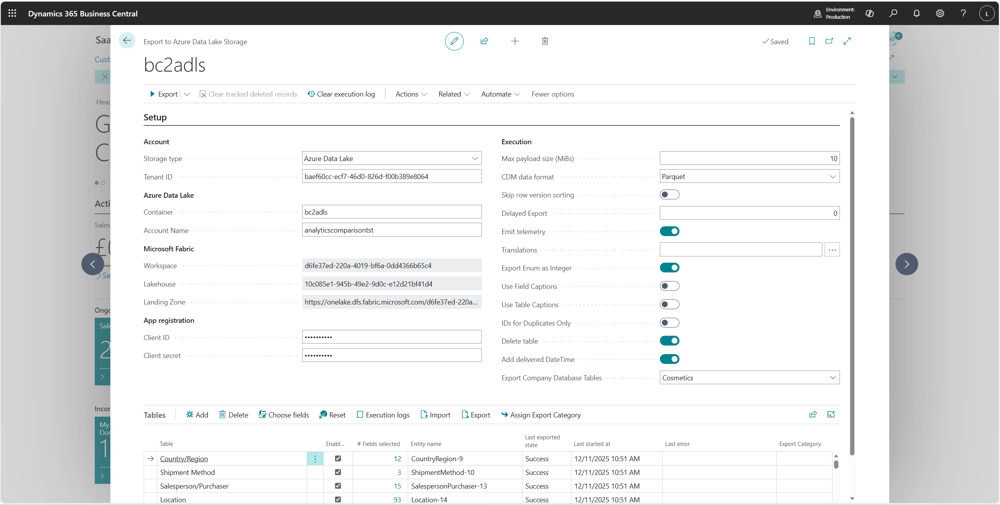 Dynamics 365 Business Central
Environment:
Production
L
Saa
Export to Azure Data Lake Storage
Saved
so
Cust
bc2adls
Export
Clear tracked deleted records
Clear execution log
Actions
Related
Automate
Fewer options
Head
G
C
Setup
Account
Storage type
Azure Data Lake
Tenant ID
baef60cc-ecf7-46d0-826d-f00b389e8064
Azure Data Lake
Container
bc2adls
Account Name
analyticscomparisontst
Microsoft Fabric
Workspace
d6fe37ed-220a-4019-bf6a-0dd4366b65c4
Lakehouse
10c085e1-945b-49e2-9d0c-e12d21bf41d4
Landing Zone
https://onelake.dfs.fabric.microsoft.com/d6fe37ed-220a...
App registration
Client ID
••••••••••
Client secret
••••••••••
Execution
Max payload size (MiBs)
10
CDM data format
Parquet
Skip row version sorting
Delayed Export
0
Emit telemetry
Translations
...
Export Enum as Integer
Use Field Captions
Use Table Captions
IDs for Duplicates Only
Delete table
Add delivered DateTime
Export Company Database Tables
Cosmetics
Acti
Sales
£0
Se
Ongo
Sale
2
Incor
My
Doc
1
Tables
Add
Delete
Choose fields
Reset
Execution logs
Import
Export
Assign Export Category
Table
Enabl...
# Fields selected
Entity name
Last exported
state
Last started at
Last error
Export Category
Country/Region
12
CountryRegion-9
Success
12/11/2025 10:51 AM
Shipment Method
3
ShipmentMethod-10
Success
12/11/2025 10:51 AM
Salesperson/Purchaser
15
SalespersonPurchaser-13
Success
12/11/2025 10:51 AM
Location
93
Location-14
Success
12/11/2025 10:51 AM